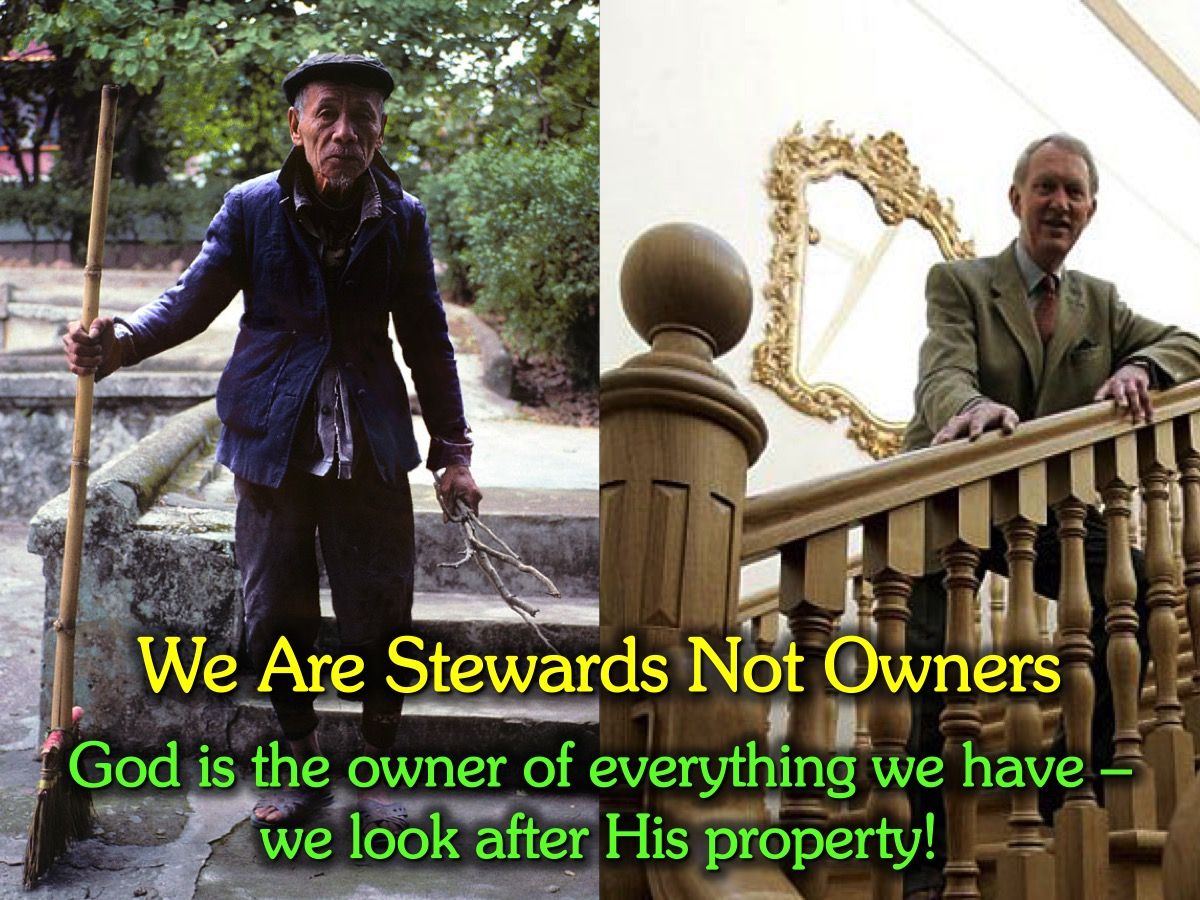 We Are Stewards Not Owners
God is the owner of everything we have –
we look after His property!